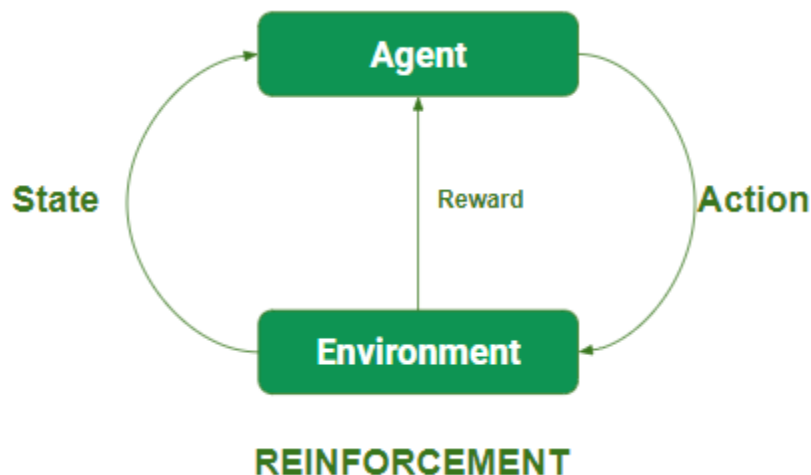 Agent
State
Reward
Action
Environment
REINFORCEMENT